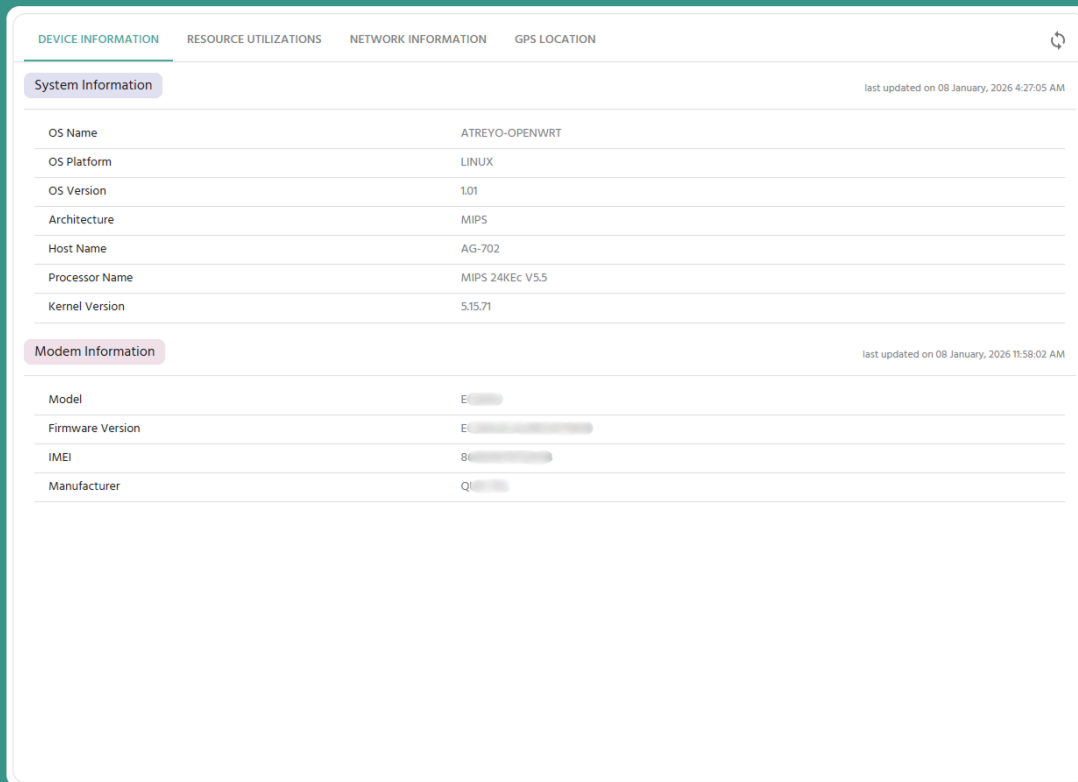 DEVICE INFORMATION RESOURCE UTILIZATIONS NETWORK INFORMATION GPS LOCATION
System Information last updated on 08 January, 2026 4:27:05 AM
OS Name ATREYO-OPENWRT
OS Platform LINUX
OS Version 1.01
Architecture MIPS
Host Name AG-702
Processor Name MIPS 24KEc V5.5
Kernel Version 5.15.71
Modem Information last updated on 08 January, 2026 11:58:02 AM
Model
Firmware Version
IMEI
Manufacturer